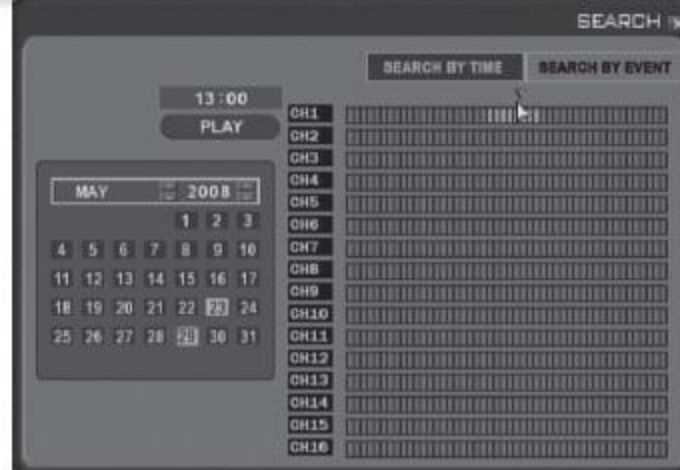 SEARCH
SEARCH BY TIME SEARCH BY EVENT
13:00
PLAY
MAY 2008
1 2 3
4 5 6 7 8 9 10
11 12 13 14 15 16 17
18 19 20 21 22 23 24
25 26 27 28 29 30 31
CH1
CH2
CH3
CH4
CH5
CH6
CH7
CH8
CH9
CH10
CH11
CH12
CH13
CH14
CH15
CH16